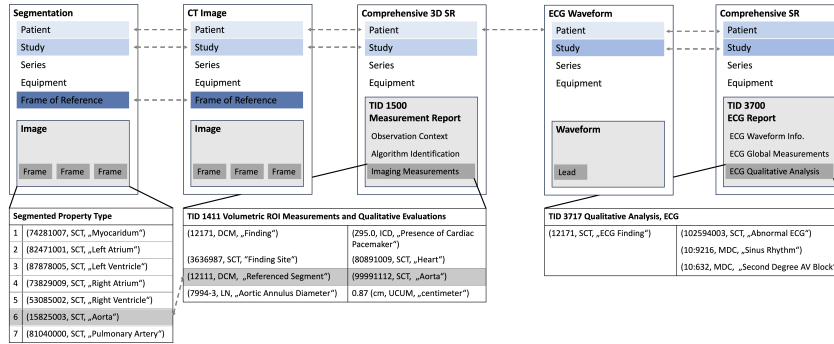 Segmentation
Patient
Study
Series
Equipment
Frame of Reference
Image
Frame Frame Frame
CT Image
Patient
Study
Series
Equipment
Frame of Reference
Image
Frame Frame Frame
Comprehensive 3D SR
Patient
Study
Series
Equipment
TID 1500
Measurement Report
Observation Context
Algorithm Identification
Imaging Measurements
ECG Waveform
Patient
Study
Series
Equipment
Waveform
Lead
Comprehensive SR
Patient
Study
Series
Equipment
TID 3700
ECG Report
ECG Waveform Info.
ECG Global Measurements
ECG Qualitative Analysis
Segmented Property Type
1 (74281007, SCT, „Myocaridum“)
2 (82471001, SCT, „Left Atrium“)
3 (87878005, SCT, „Left Ventricle“)
4 (73829009, SCT, „Right Atrium“)
5 (53085002, SCT, „Right Ventricle“)
6 (15825003, SCT, „Aorta“)
7 (81040000, SCT, „Pulmonary Artery“)
TID 1411 Volumetric ROI Measurements and Qualitative Evaluations
(12171, DCM, „Finding“) (Z95.0, ICD, „Presence of Cardiac
Pacemaker“)
(3636987, SCT, "Finding Site“) (80891009, SCT, „Heart“)
(12111, DCM, „Referenced Segment“) (99991112, SCT, „Aorta“)
(7994-3, LN, „Aortic Annulus Diameter“) 0.87 (cm, UCUM, „centimeter“)
TID 3717 Qualitative Analysis, ECG
(12171, SCT, „ECG Finding“) (102594003, SCT, „Abnormal ECG“)
(10:9216, MDC, „Sinus Rhythm“)
(10:632, MDC, „Second Degree AV Block“